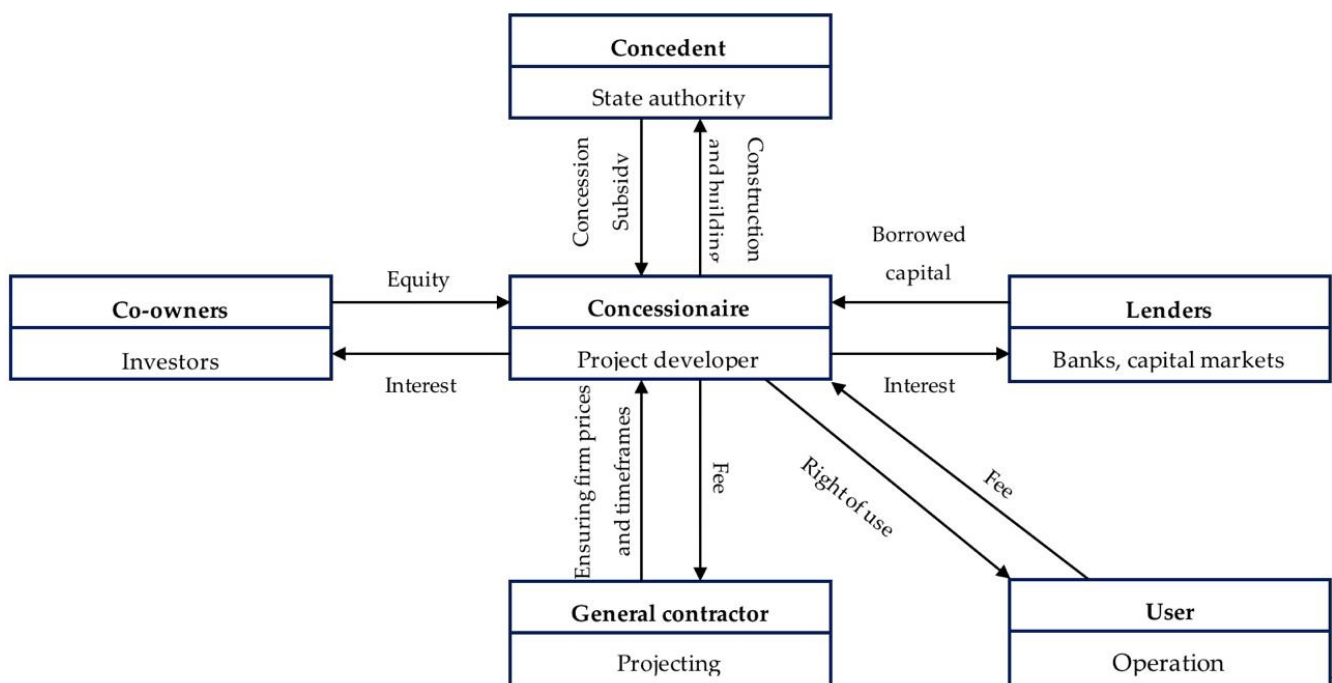 Concedent
State authority
Concession
Subsidy
and building
Construction
Borrowed
capital
Equity
Co-owners
Investors
Concessionaire
Project developer
Lenders
Banks, capital markets
Interest
Interest
Ensuring firm prices
and timeframes
Fee
Right of use
Fee
General contractor
Projecting
User
Operation